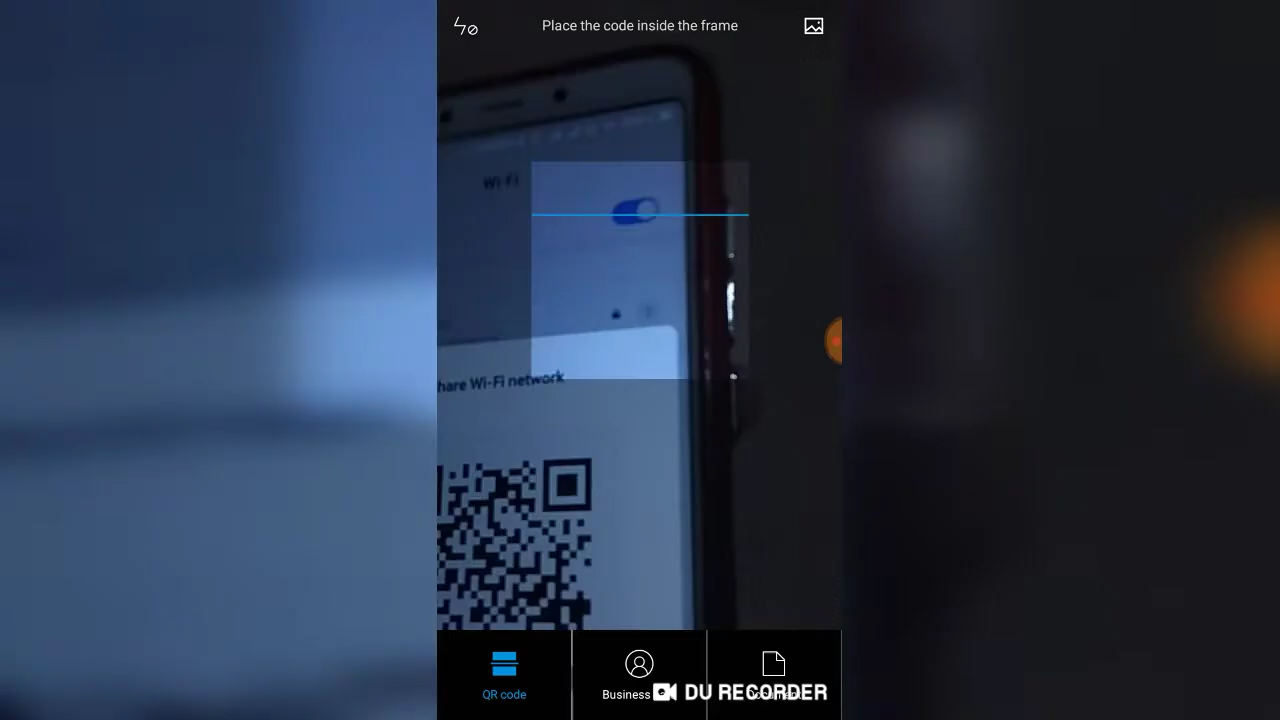 Place the code inside the frame
Wi-Fi
hare Wi-Fi network
QR code
Business
DU RECORDER